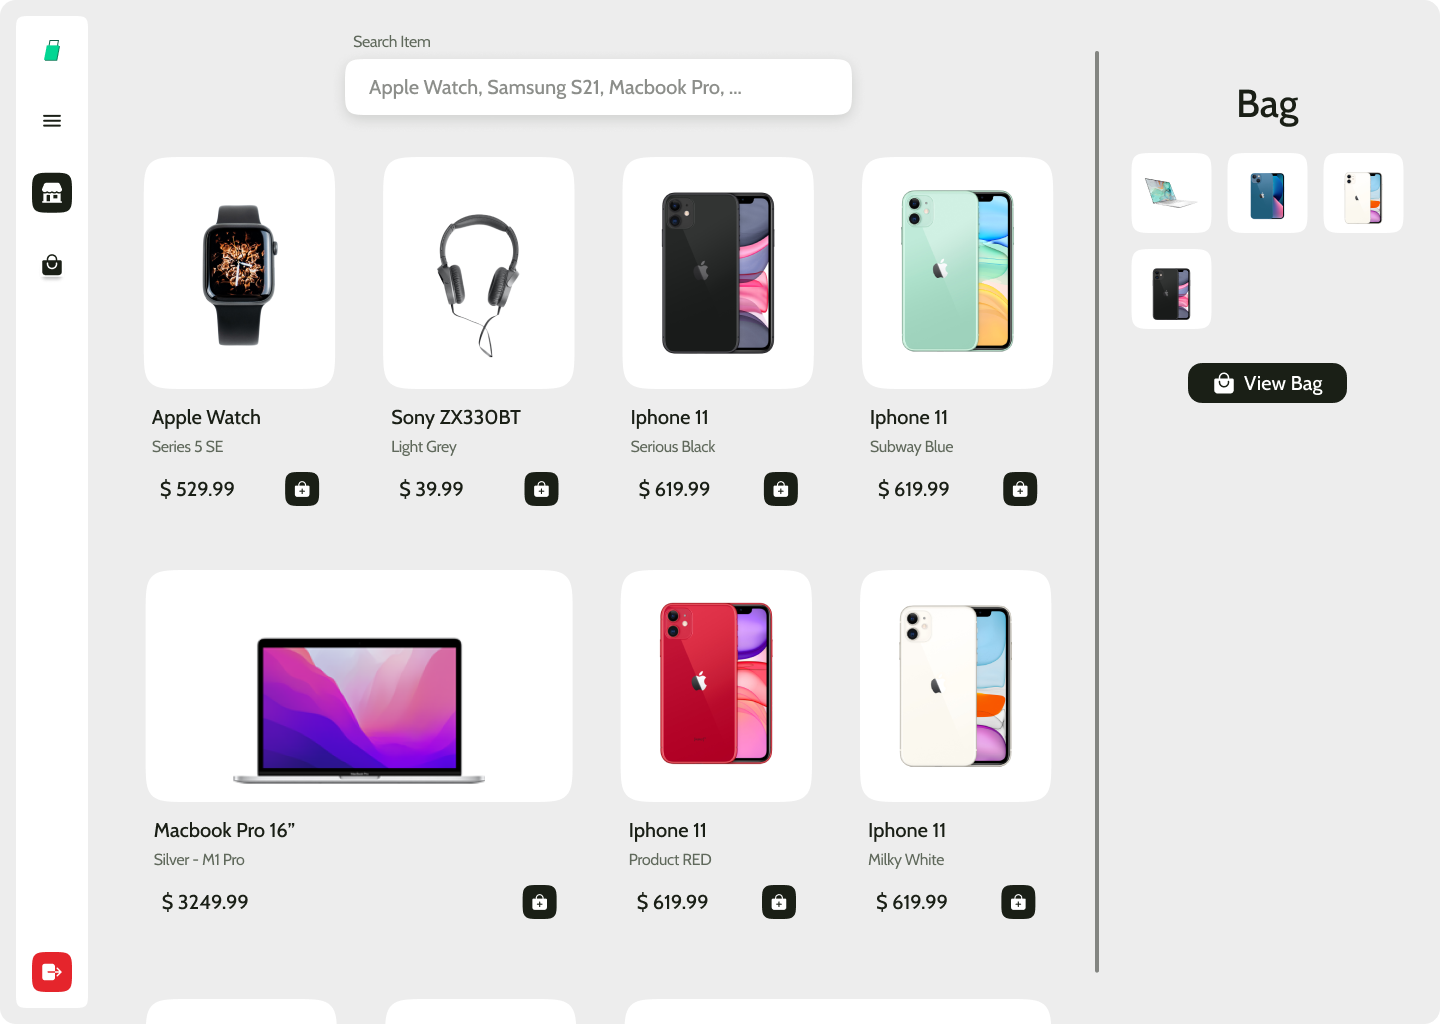 Search Item
Apple Watch, Samsung S21, Macbook Pro, ...
Bag
View Bag
Apple Watch
Series 5 SE
$ 529.99
Sony ZX330BT
Light Grey
$ 39.99
Iphone 11
Serious Black
$ 619.99
Iphone 11
Subway Blue
$ 619.99
Macbook Pro 16”
Silver - M1 Pro
$ 3249.99
Iphone 11
Product RED
$ 619.99
Iphone 11
Milky White
$ 619.99